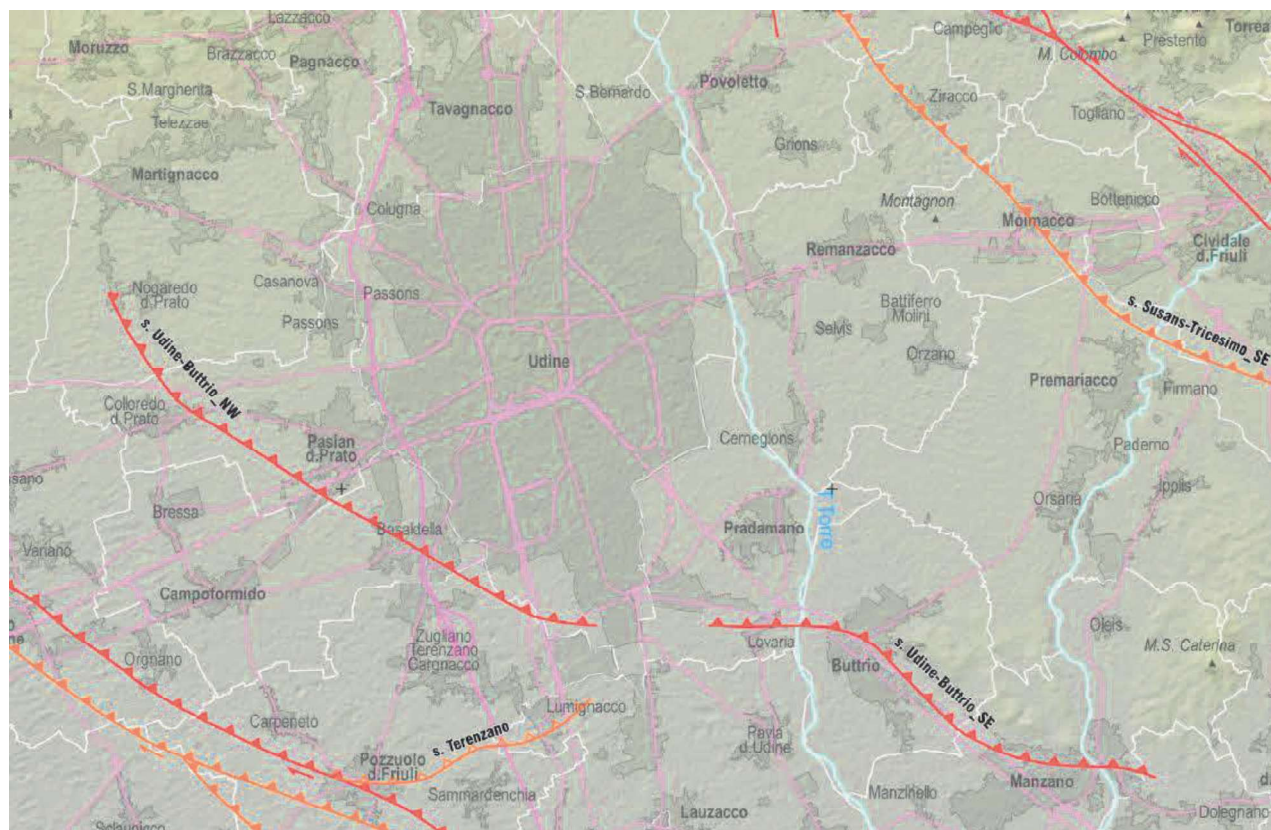 Lazzacco
Campeglio
Torrea
Prestento
Moruzzo
Brazzacco
Pagnacco
M. Colombo
Povoletto
S.Margherita
Tavagnacco
S.Bernardo
Ziracco
Togliano
Grions
Martignacco
Colugna
Montagnon
Bottenicco
Moimacco
Cividale
d.Friuli
Remanzacco
Nogaredo
d.Prato
Casanova
Passons
Passons
Battiferro
Molini
Selvis
Orzano
s. Susans-Tricesimo_SE
s. Udine-Buttrio_NW
Udine
Premariacco
Firmano
Colloredo
d.Prato
Pasian
d.Prato
Cerneglons
Paderno
sano
Bressa
Orsaria
Ipplis
T. Torre
Basaldella
Pradamano
Variano
Campoformido
Zugliano
Terenzano
Cargnacco
Lovaria
Oleis
M.S. Caterina
Orgnano
Buttrio
s. Udine-Buttrio_SE
Lumignacco
Carpeneto
s. Terenzano
Pavia
d.Udine
Pozzuolo
d.Friuli
Sammardenchia
Manzano
Manzinello
Lauzacco
Dolegnano